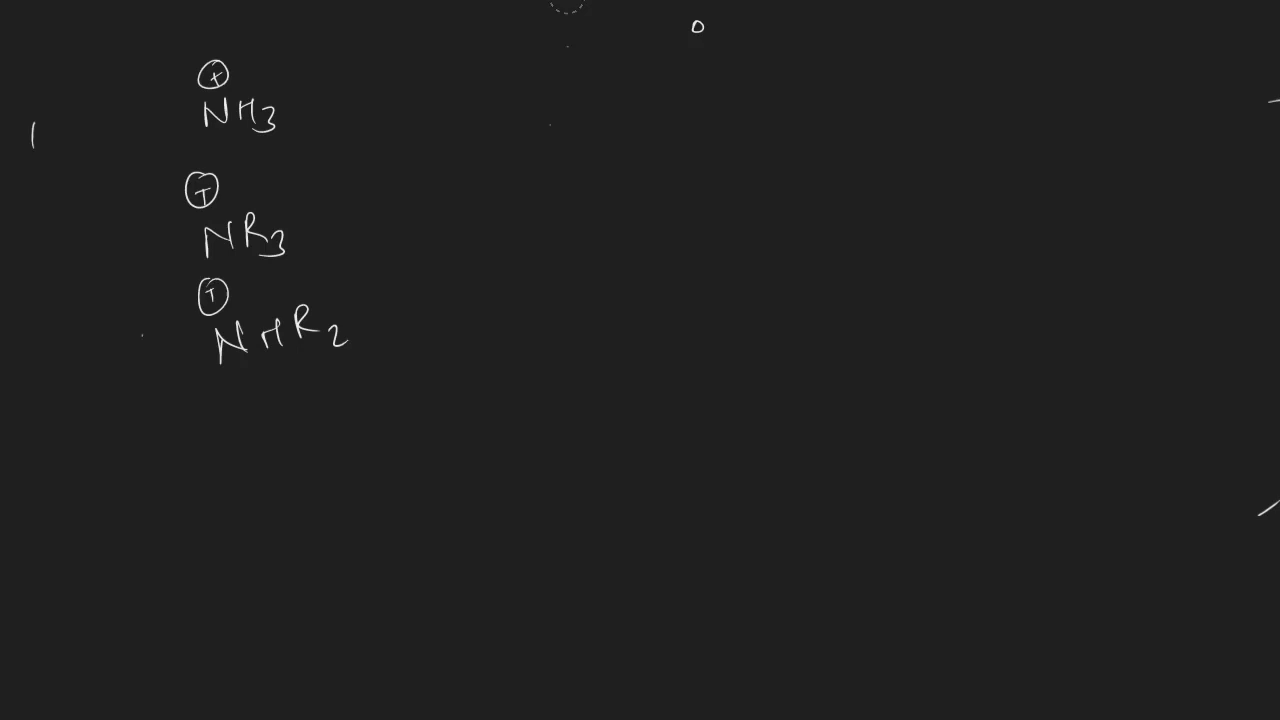 o
⊕
NH3
|
⊕
NR3
⊕
NHR2